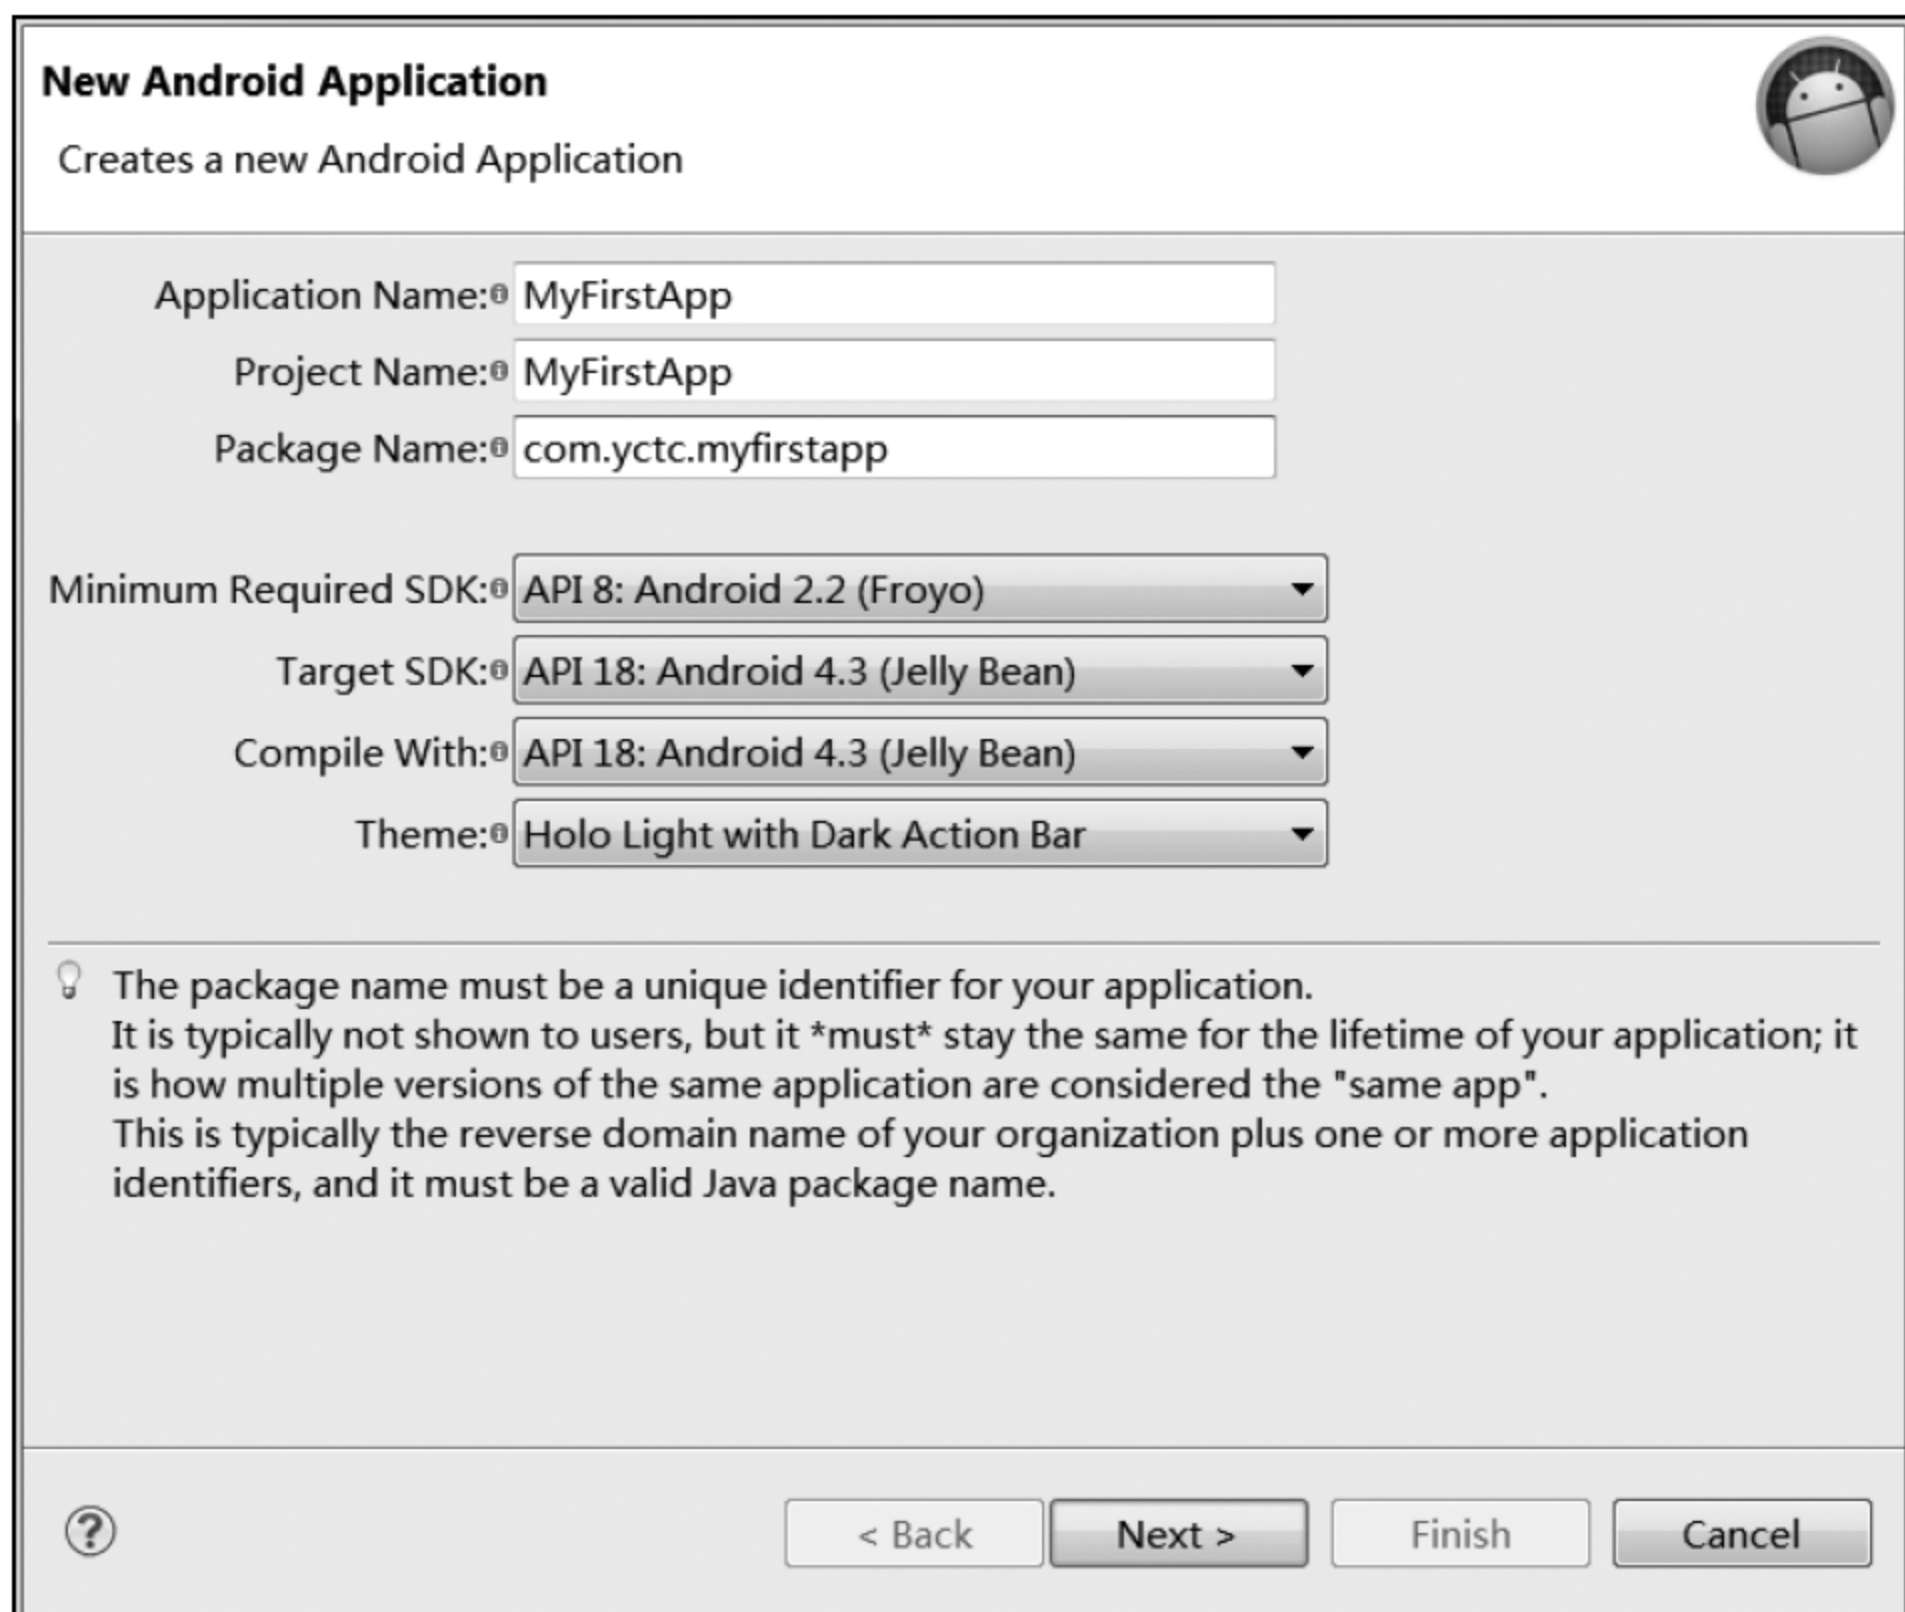 New Android Application
Creates a new Android Application
Application Name: MyFirstApp
Project Name: MyFirstApp
Package Name: com.yctc.myfirstapp
Minimum Required SDK: API 8: Android 2.2 (Froyo)
Target SDK: API 18: Android 4.3 (Jelly Bean)
Compile With: API 18: Android 4.3 (Jelly Bean)
Theme: Holo Light with Dark Action Bar
The package name must be a unique identifier for your application.
It is typically not shown to users, but it *must* stay the same for the lifetime of your application; it
is how multiple versions of the same application are considered the "same app".
This is typically the reverse domain name of your organization plus one or more application
identifiers, and it must be a valid Java package name.
? < Back Next > Finish Cancel